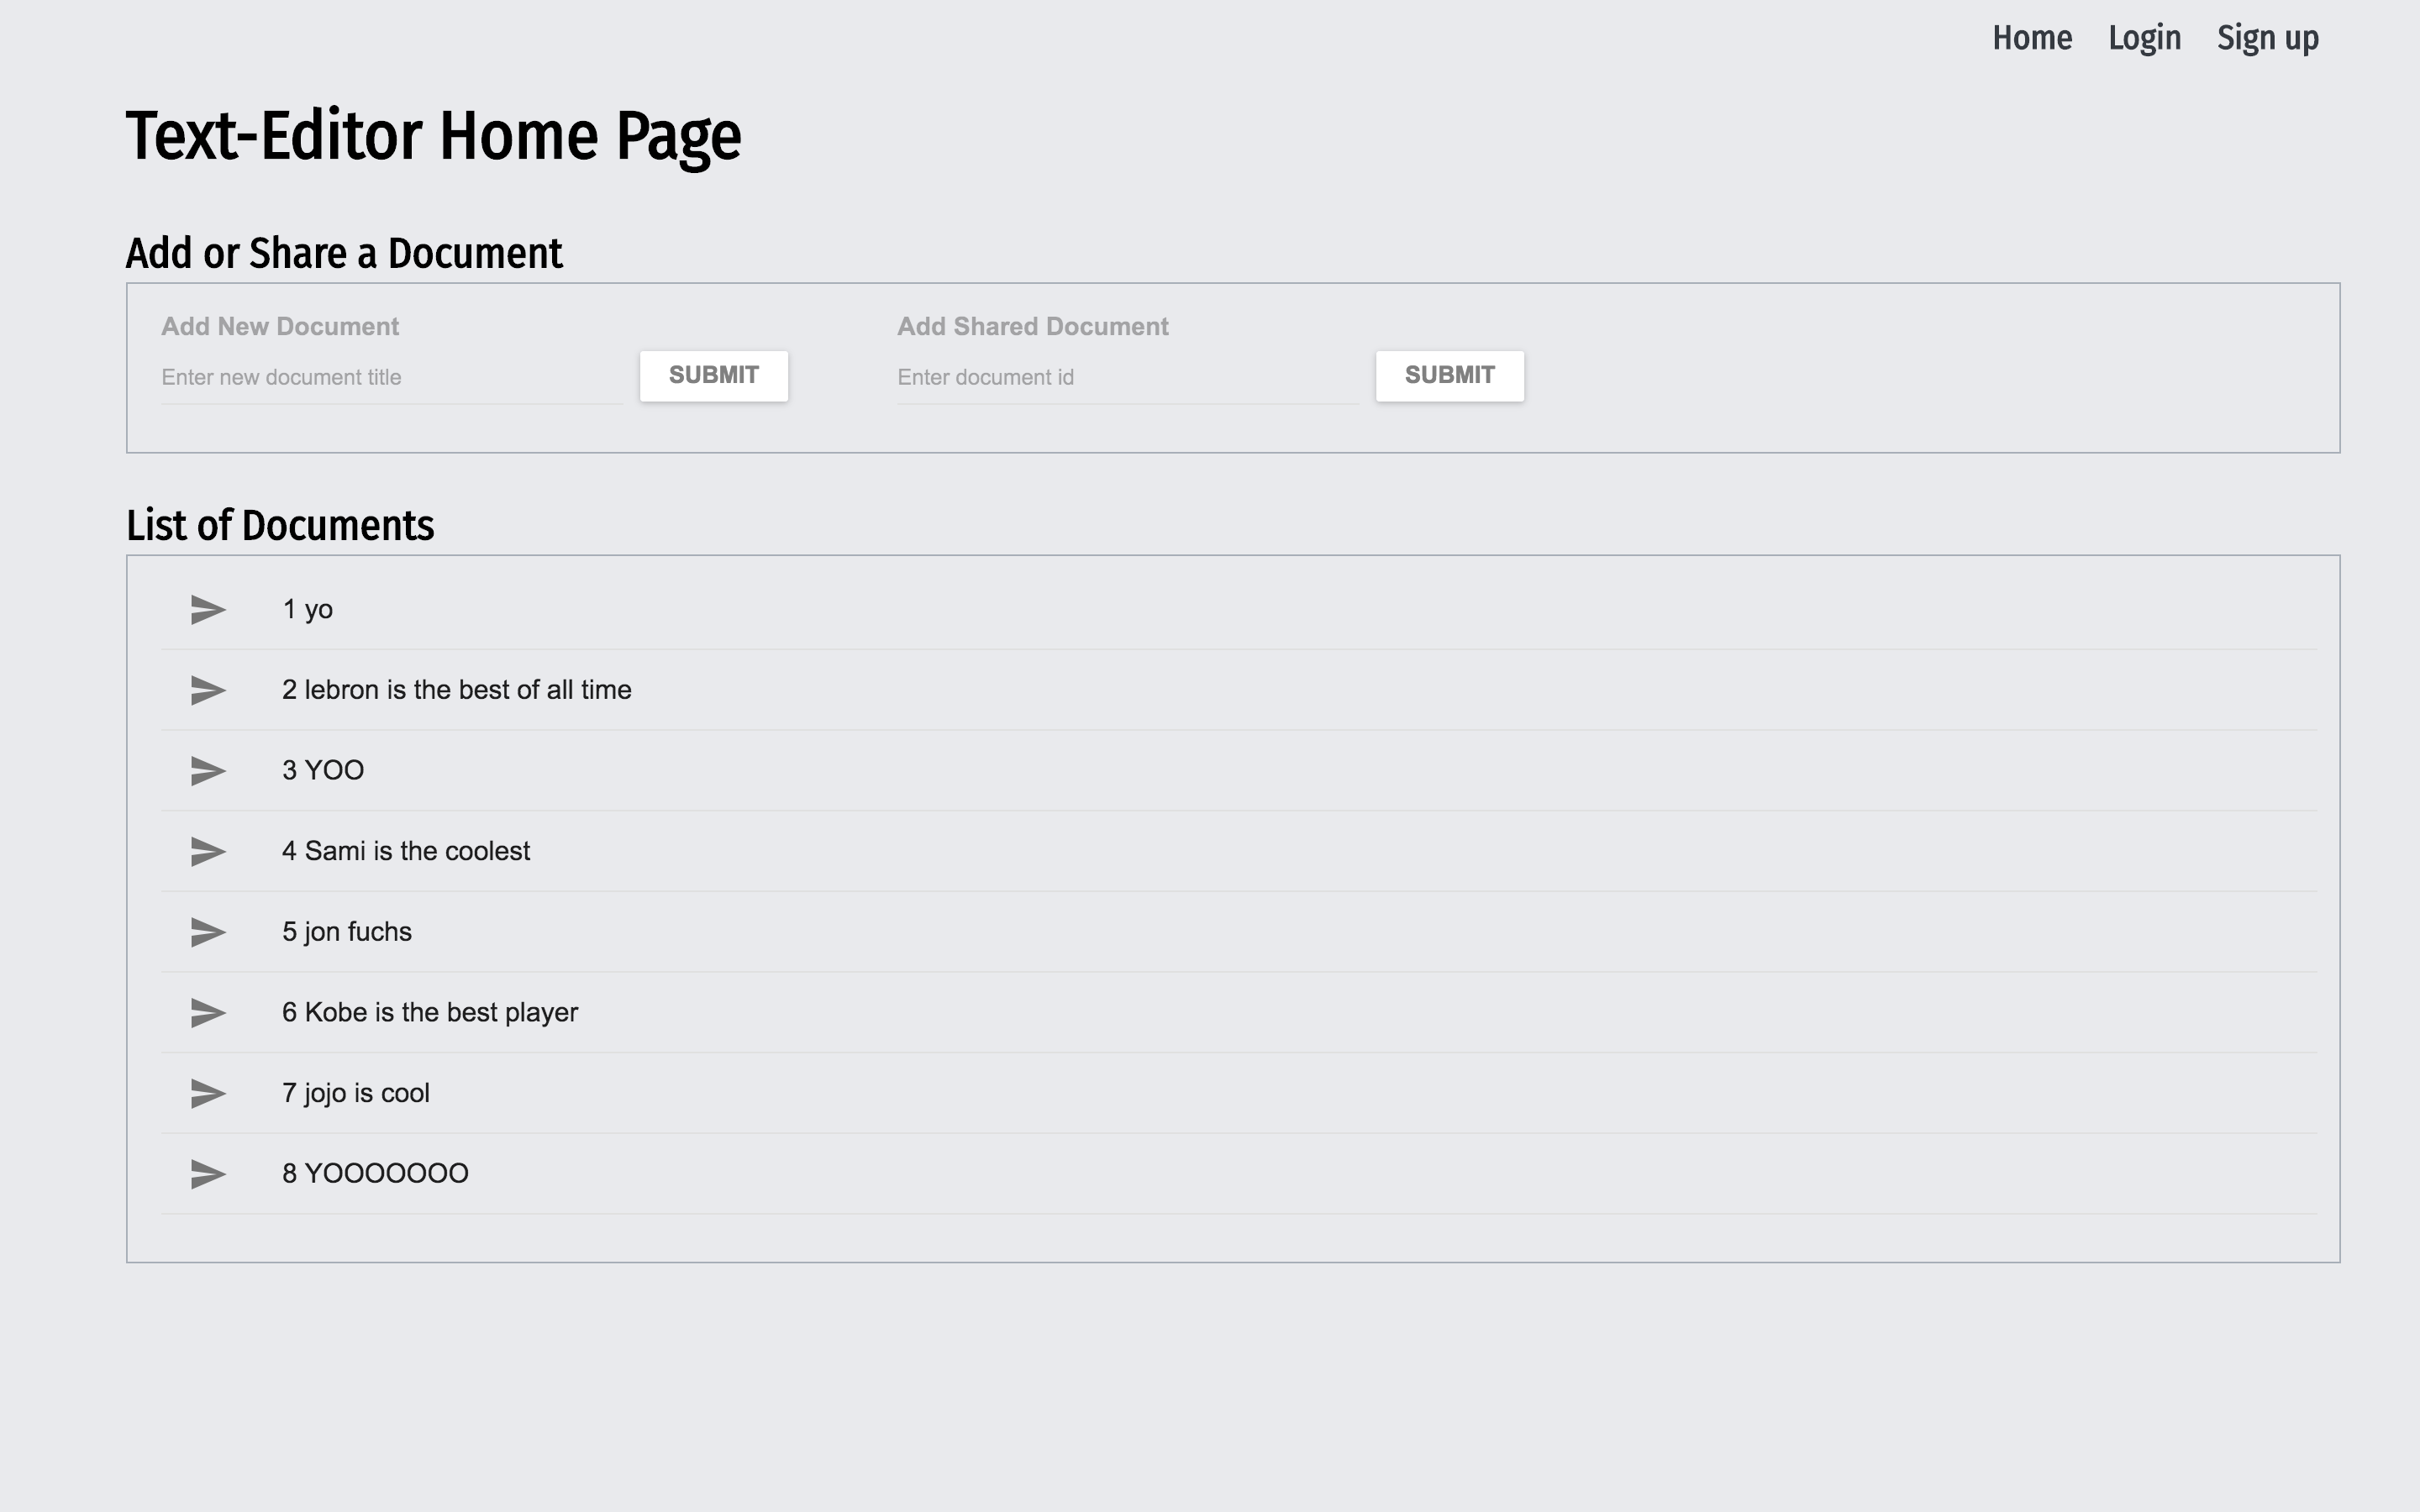 Home Login Sign up
Text-Editor Home Page
Add or Share a Document
Add New Document
Enter new document title
SUBMIT
Add Shared Document
Enter document id
SUBMIT
List of Documents
1 yo
2 lebron is the best of all time
3 YOO
4 Sami is the coolest
5 jon fuchs
6 Kobe is the best player
7 jojo is cool
8 YOOOOOOO